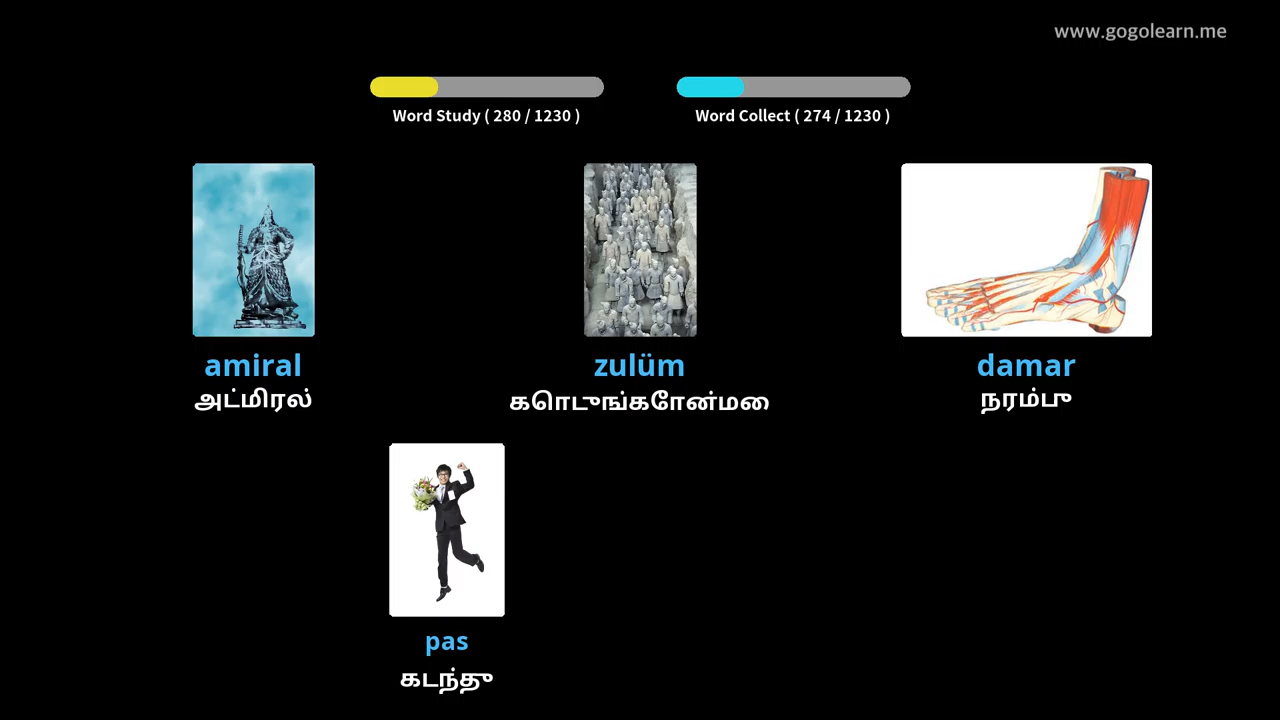 www.gogolearn.me
Word Study ( 280 / 1230 )
Word Collect ( 274 / 1230 )
amiral
zulüm
damar
அட்மிரல்
கொடுங்கோன்மை
நரம்பு
pas
கடந்து